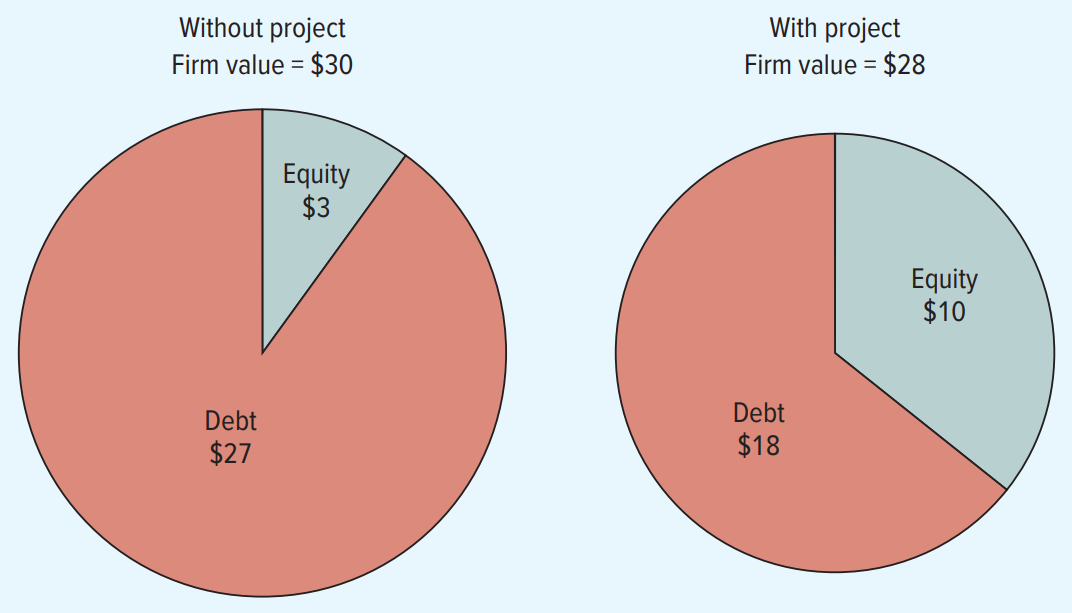 Without project
Firm value = $30
Equity
$3
Debt
$27
With project
Firm value = $28
Equity
$10
Debt
$18